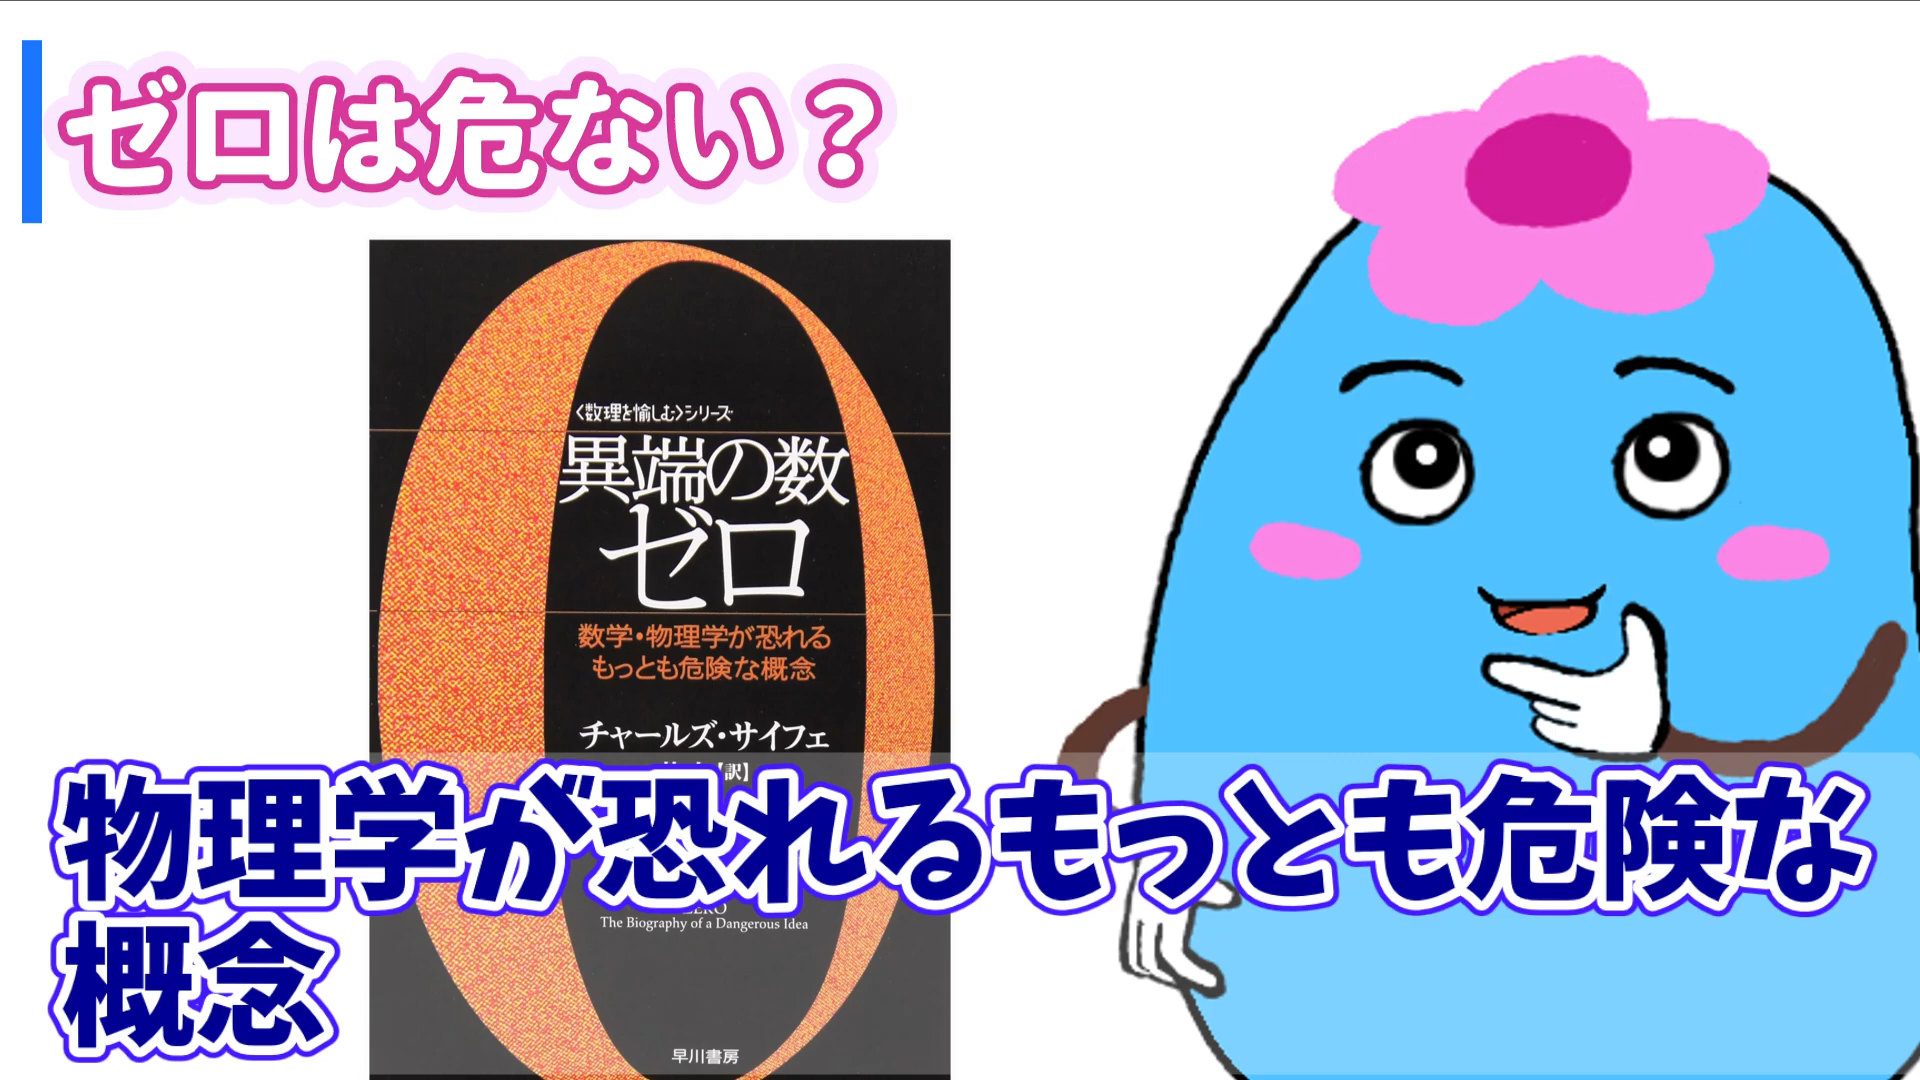 ゼロは危ない？
〈数理を愉しむ〉シリーズ
異端の数
ゼロ
数学・物理学が恐れる
もっとも危険な概念
チャールズ・サイフェ
【訳】
物理学が恐れるもっとも危険な
概念
ZERO
The Biography of a Dangerous Idea
早川書房